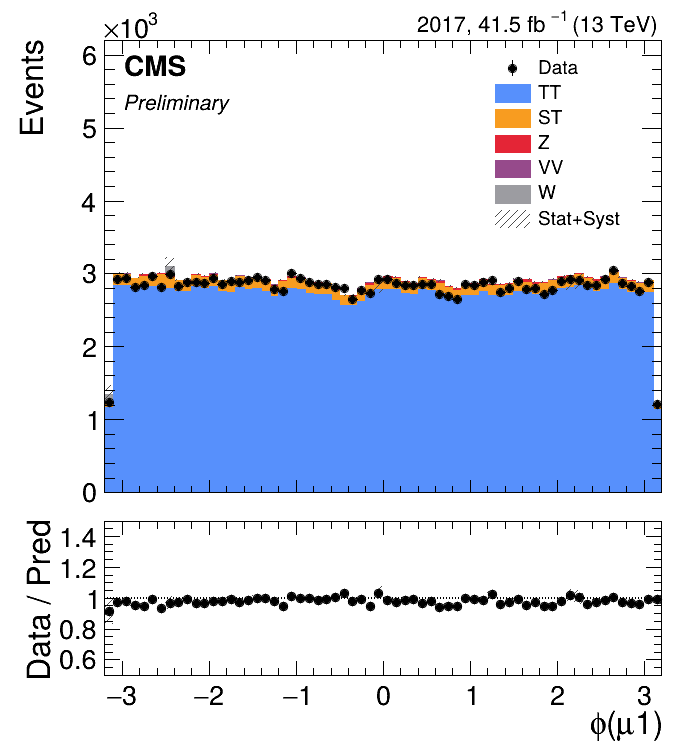 ×10³
2017, 41.5 fb⁻¹ (13 TeV)
CMS
Preliminary
Events
6
5
4
3
2
1
0
Data
TT
ST
Z
VV
W
Stat+Syst
Data / Pred
1.4
1.2
1
0.8
0.6
−3 −2 −1 0 1 2 3
ϕ(μ1)